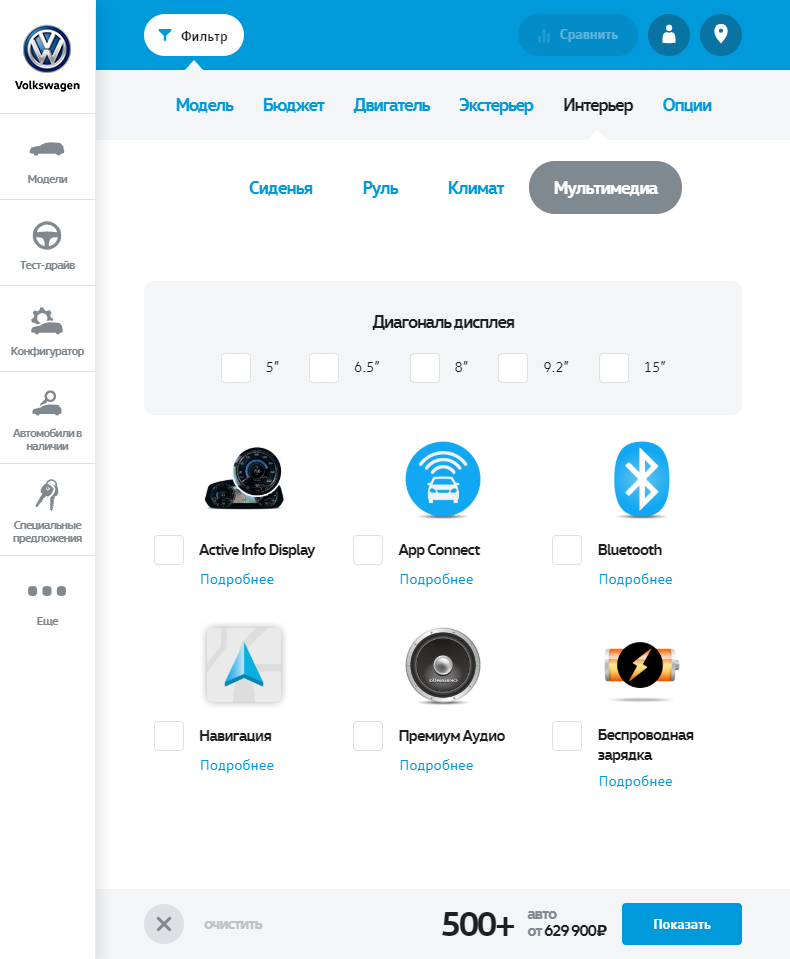 Volkswagen
Модели
Тест-драйв
Конфигуратор
Автомобили в
наличии
Специальные
предложения
Еще
Фильтр
Сравнить
Модель Бюджет Двигатель Экстерьер Интерьер Опции
Сиденья Руль Климат Мультимедиа
Диагональ дисплея
5″ 6.5″ 8″ 9.2″ 15″
Active Info Display App Connect Bluetooth
Подробнее Подробнее Подробнее
DYNAUDIO
Навигация Премиум Аудио Беспроводная
зарядка
Подробнее Подробнее Подробнее
очистить
500+ авто
от 629 900₽
Показать